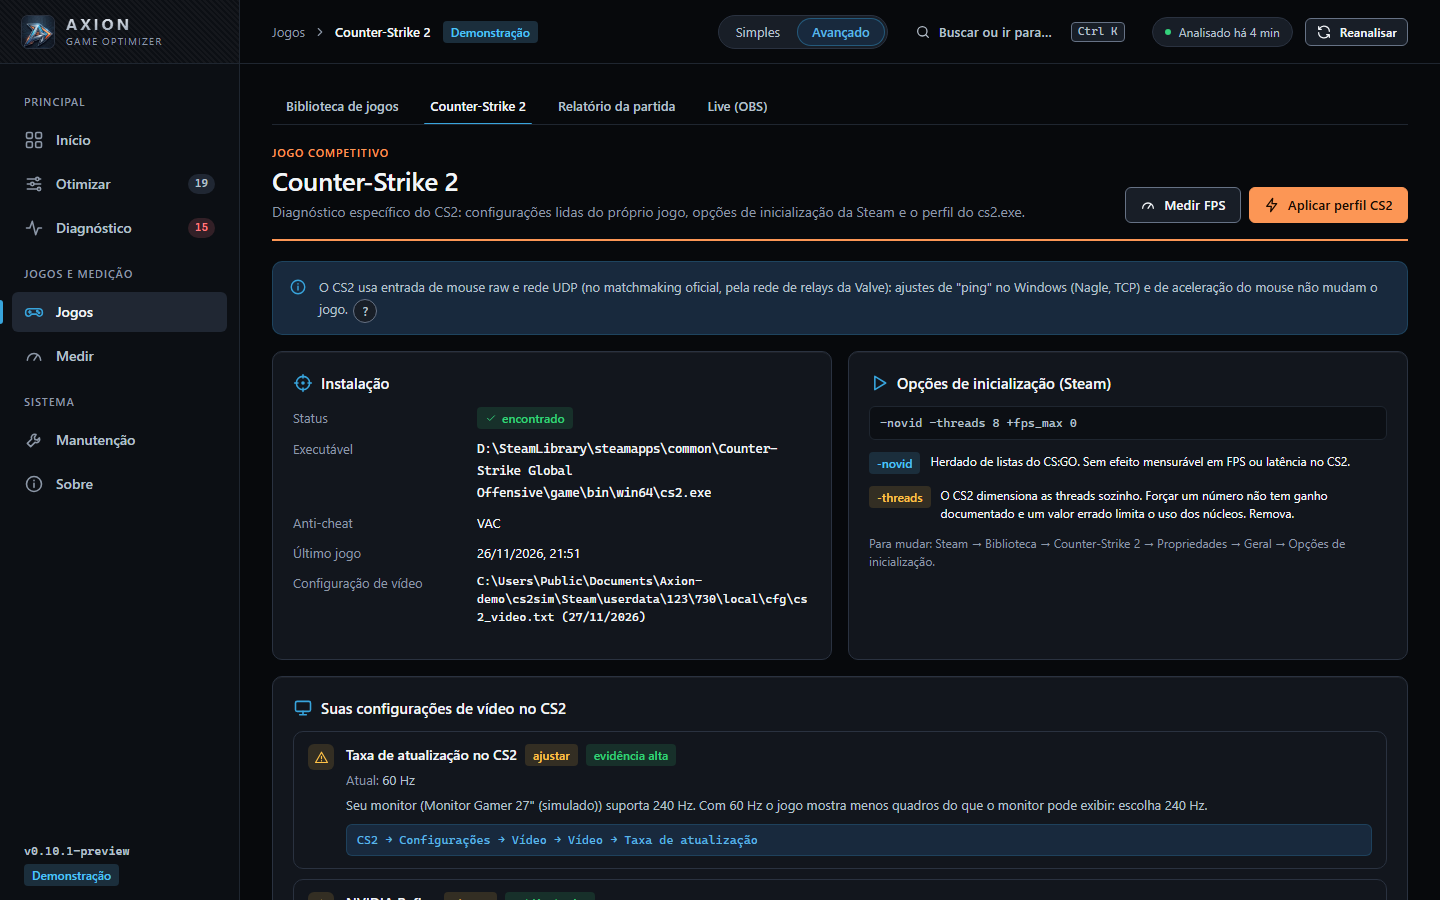 AXION
GAME OPTIMIZER
Jogos > Counter-Strike 2 Demonstração
Simples Avançado
Buscar ou ir para... Ctrl K
Analisado há 4 min
Reanalisar
PRINCIPAL
Início
Otimizar 19
Diagnóstico 15
JOGOS E MEDIÇÃO
Jogos
Medir
SISTEMA
Manutenção
Sobre
v0.10.1-preview
Demonstração
Biblioteca de jogos Counter-Strike 2 Relatório da partida Live (OBS)
JOGO COMPETITIVO
Counter-Strike 2
Diagnóstico específico do CS2: configurações lidas do próprio jogo, opções de inicialização da Steam e o perfil do cs2.exe.
Medir FPS
Aplicar perfil CS2
O CS2 usa entrada de mouse raw e rede UDP (no matchmaking oficial, pela rede de relays da Valve): ajustes de "ping" no Windows (Nagle, TCP) e de aceleração do mouse não mudam o
jogo. ?
Instalação
Status encontrado
Executável D:\SteamLibrary\steamapps\common\Counter-
Strike Global
Offensive\game\bin\win64\cs2.exe
Anti-cheat VAC
Último jogo 26/11/2026, 21:51
Configuração de vídeo C:\Users\Public\Documents\Axion-
demo\cs2sim\Steam\userdata\123\730\local\cfg\cs
2_video.txt (27/11/2026)
Opções de inicialização (Steam)
-novid -threads 8 +fps_max 0
-novid Herdado de listas do CS:GO. Sem efeito mensurável em FPS ou latência no CS2.
-threads O CS2 dimensiona as threads sozinho. Forçar um número não tem ganho
documentado e um valor errado limita o uso dos núcleos. Remova.
Para mudar: Steam → Biblioteca → Counter-Strike 2 → Propriedades → Geral → Opções de
inicialização.
Suas configurações de vídeo no CS2
Taxa de atualização no CS2 ajustar evidência alta
Atual: 60 Hz
Seu monitor (Monitor Gamer 27" (simulado)) suporta 240 Hz. Com 60 Hz o jogo mostra menos quadros do que o monitor pode exibir: escolha 240 Hz.
CS2 → Configurações → Vídeo → Vídeo → Taxa de atualização